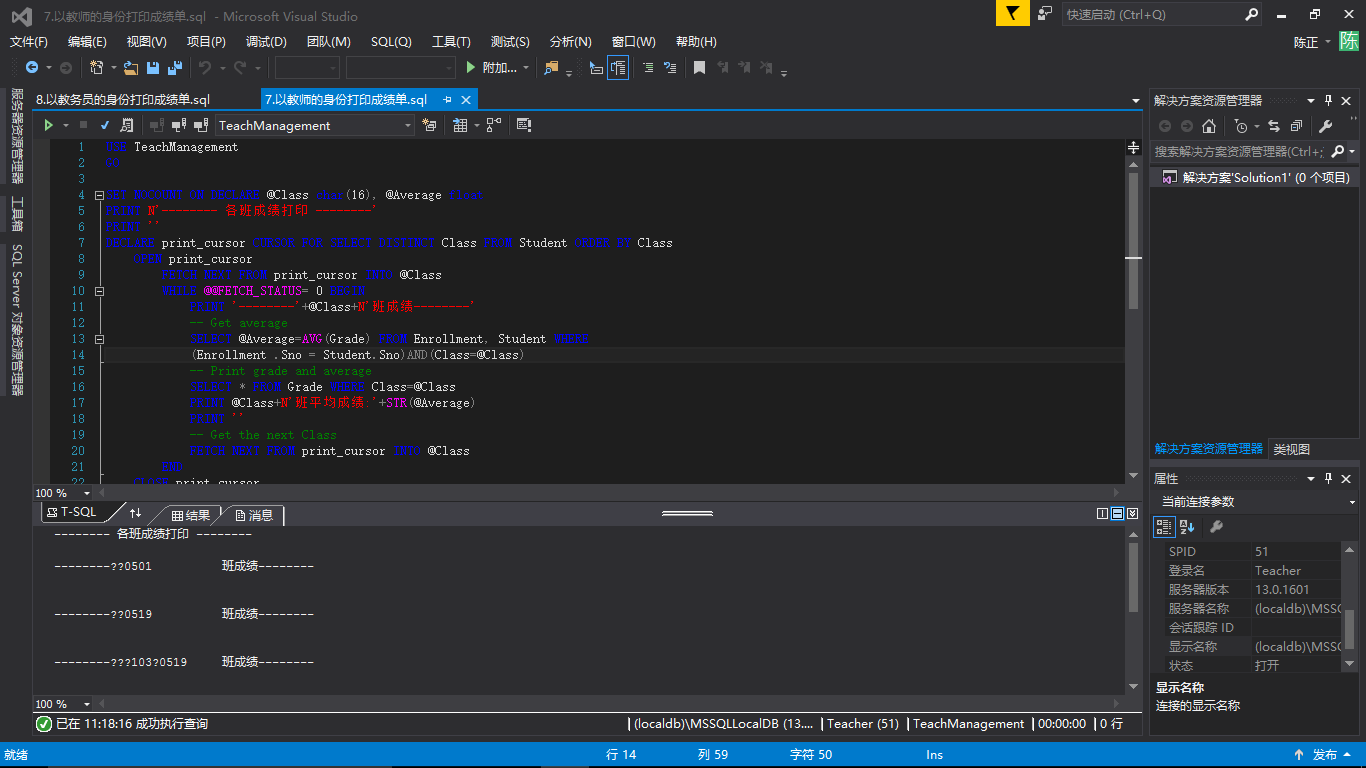 7.以教师的身份打印成绩单.sql - Microsoft Visual Studio
快速启动 (Ctrl+Q)
文件(F) 编辑(E) 视图(V) 项目(P) 调试(D) 团队(M) SQL(Q) 工具(T) 测试(S) 分析(N) 窗口(W) 帮助(H)
陈正
陈
附加...
服务器资源管理器
工具箱
SQL Server 对象资源管理器
8.以教务员的身份打印成绩单.sql
7.以教师的身份打印成绩单.sql
TeachManagement
1 USE TeachManagement
2 GO
3
4 @Class char(16), @Average
5 PRINT N'-------- 各班成绩打印 --------'
6 PRINT ''
7 DECLARE print_cursor CURSOR FOR SELECT DISTINCT Class FROM Student ORDER BY Class
8 OPEN print_cursor
9 FETCH NEXT FROM print_cursor INTO @Class
10 WHILE @@FETCH_STATUS= 0 BEGIN
11 PRINT '--------'+@Class+N'班成绩--------'
12 -- Get average
13 SELECT @Average=AVG(Grade) FROM Enrollment, Student WHERE
14 (Enrollment .Sno = Student.Sno)AND(Class=@Class)
15 -- Print grade and average
16 SELECT * FROM Grade WHERE Class=@Class
17 PRINT @Class+N'班平均成绩:'+STR(@Average)
18 PRINT ''
19 -- Get the next Class
20 FETCH NEXT FROM print_cursor INTO @Class
21 END
22 CLOSE print_cursor
100 %
T-SQL
结果
消息
-------- 各班成绩打印 --------
--------??0501 班成绩--------
--------??0519 班成绩--------
--------???103?0519 班成绩--------
100 %
已在 11:18:16 成功执行查询
(localdb)\MSSQLLocalDB (13....
Teacher (51)
TeachManagement
00:00:00
0 行
解决方案资源管理器
搜索解决方案资源管理器(Ctrl+;
解决方案'Solution1' (0 个项目)
解决方案资源管理器
类视图
属性
当前连接参数
SPID 51
登录名 Teacher
服务器版本 13.0.1601
服务器名称 (localdb)\MSSC
会话跟踪 ID
显示名称 (localdb)\MSSC
状态 打开
显示名称
连接的显示名称
就绪
行 14
列 59
字符 50
Ins
发布